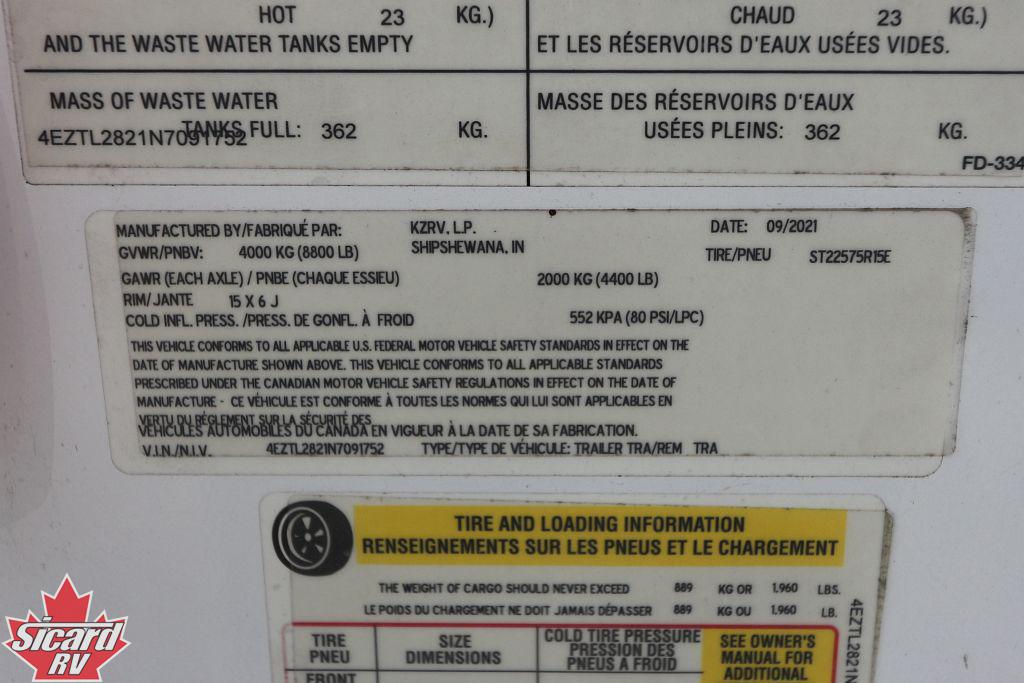 HOT 23 KG.)
AND THE WASTE WATER TANKS EMPTY
CHAUD 23 KG.)
ET LES RÉSERVOIRS D'EAUX USÉES VIDES.
MASS OF WASTE WATER
TANKS FULL: 362 KG.
4EZTL2821N7091752
MASSE DES RÉSERVOIRS D'EAUX
USÉES PLEINS: 362 KG.
FD-334
MANUFACTURED BY/FABRIQUÉ PAR: KZRV, L.P. DATE: 09/2021
GVWR/PNBV: 4000 KG (8800 LB) SHIPSHEWANA, IN TIRE/PNEU ST22575R15E
GAWR (EACH AXLE) / PNBE (CHAQUE ESSIEU) 2000 KG (4400 LB)
RIM/JANTE 15 X 6 J
COLD INFL. PRESS. /PRESS. DE GONFL. À FROID 552 KPA (80 PSI/LPC)
THIS VEHICLE CONFORMS TO ALL APPLICABLE U.S. FEDERAL MOTOR VEHICLE SAFETY STANDARDS IN EFFECT ON THE
DATE OF MANUFACTURE SHOWN ABOVE. THIS VEHICLE CONFORMS TO ALL APPLICABLE STANDARDS
PRESCRIBED UNDER THE CANADIAN MOTOR VEHICLE SAFETY REGULATIONS IN EFFECT ON THE DATE OF
MANUFACTURE - CE VÉHICULE EST CONFORME À TOUTES LES NORMES QUI LUI SONT APPLICABLES EN
VERTU DU RÉGLEMENT SUR LA SÉCURITÉ DES
VÉHICULES AUTOMOBILES DU CANADA EN VIGUEUR À LA DATE DE SA FABRICATION.
V.I.N./N.I.V. 4EZTL2821N7091752 TYPE/TYPE DE VÉHICULE: TRAILER TRA/REM TRA
TIRE AND LOADING INFORMATION
RENSEIGNEMENTS SUR LES PNEUS ET LE CHARGEMENT
THE WEIGHT OF CARGO SHOULD NEVER EXCEED 889 KG OR 1,960 LBS.
LE POIDS DU CHARGEMENT NE DOIT JAMAIS DÉPASSER 889 KG OU 1,960 LB.
4EZTL2821N
TIRE
PNEU
SIZE
DIMENSIONS
COLD TIRE PRESSURE
PRESSION DES
PNEUS A FROID
SEE OWNER'S
MANUAL FOR
ADDITIONAL
FRONT
Sicard
RV